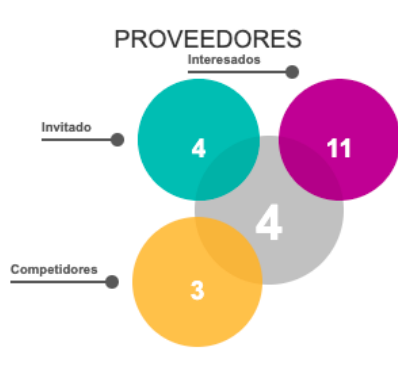 PROVEEDORES
Interesados
Invitado
4
11
4
Competidores
3